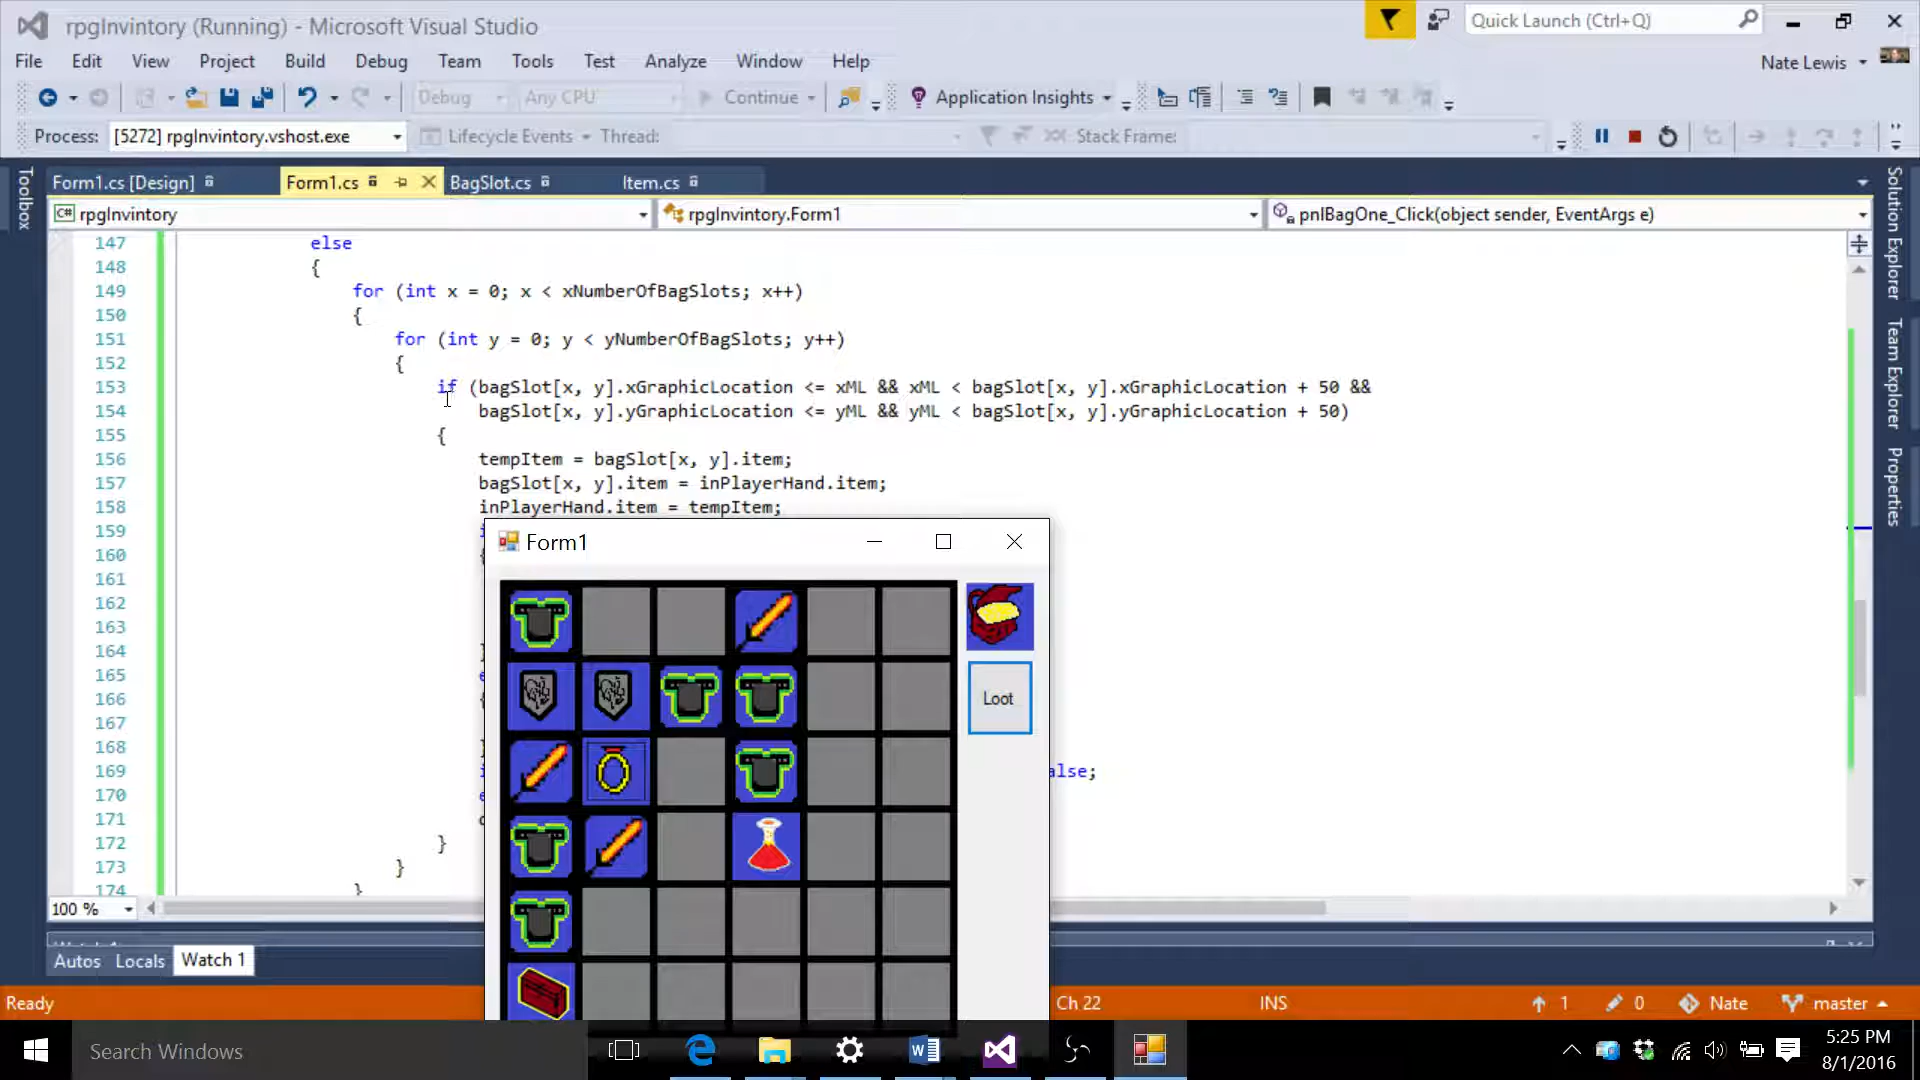 rpgInvintory (Running) - Microsoft Visual Studio
Quick Launch (Ctrl+Q)
File Edit View Project Build Debug Team Tools Test Analyze Window Help
Nate Lewis
Debug Any CPU Continue Application Insights
Process: [5272] rpgInvintory.vshost.exe Lifecycle Events Thread: Stack Frame:
Toolbox
Form1.cs [Design] Form1.cs BagSlot.cs Item.cs
rpgInvintory rpgInvintory.Form1 pnlBagOne_Click(object sender, EventArgs e)
Solution Explorer
Team Explorer
Properties
147 else
148 {
149 for (int x = 0; x < xNumberOfBagSlots; x++)
150 {
151 for (int y = 0; y < yNumberOfBagSlots; y++)
152 {
153 if (bagSlot[x, y].xGraphicLocation <= xML && xML < bagSlot[x, y].xGraphicLocation + 50 &&
154 bagSlot[x, y].yGraphicLocation <= yML && yML < bagSlot[x, y].yGraphicLocation + 50)
155 {
156 tempItem = bagSlot[x, y].item;
157 bagSlot[x, y].item = inPlayerHand.item;
158 inPlayerHand.item = tempItem;
159
160
161
162
163
164
165
166
167
168
169 alse;
170
171
172 }
173 }
174 }
Form1
Loot
100 %
Autos Locals Watch 1
Ready Ch 22 INS 1 0 Nate master
Search Windows
5:25 PM
8/1/2016